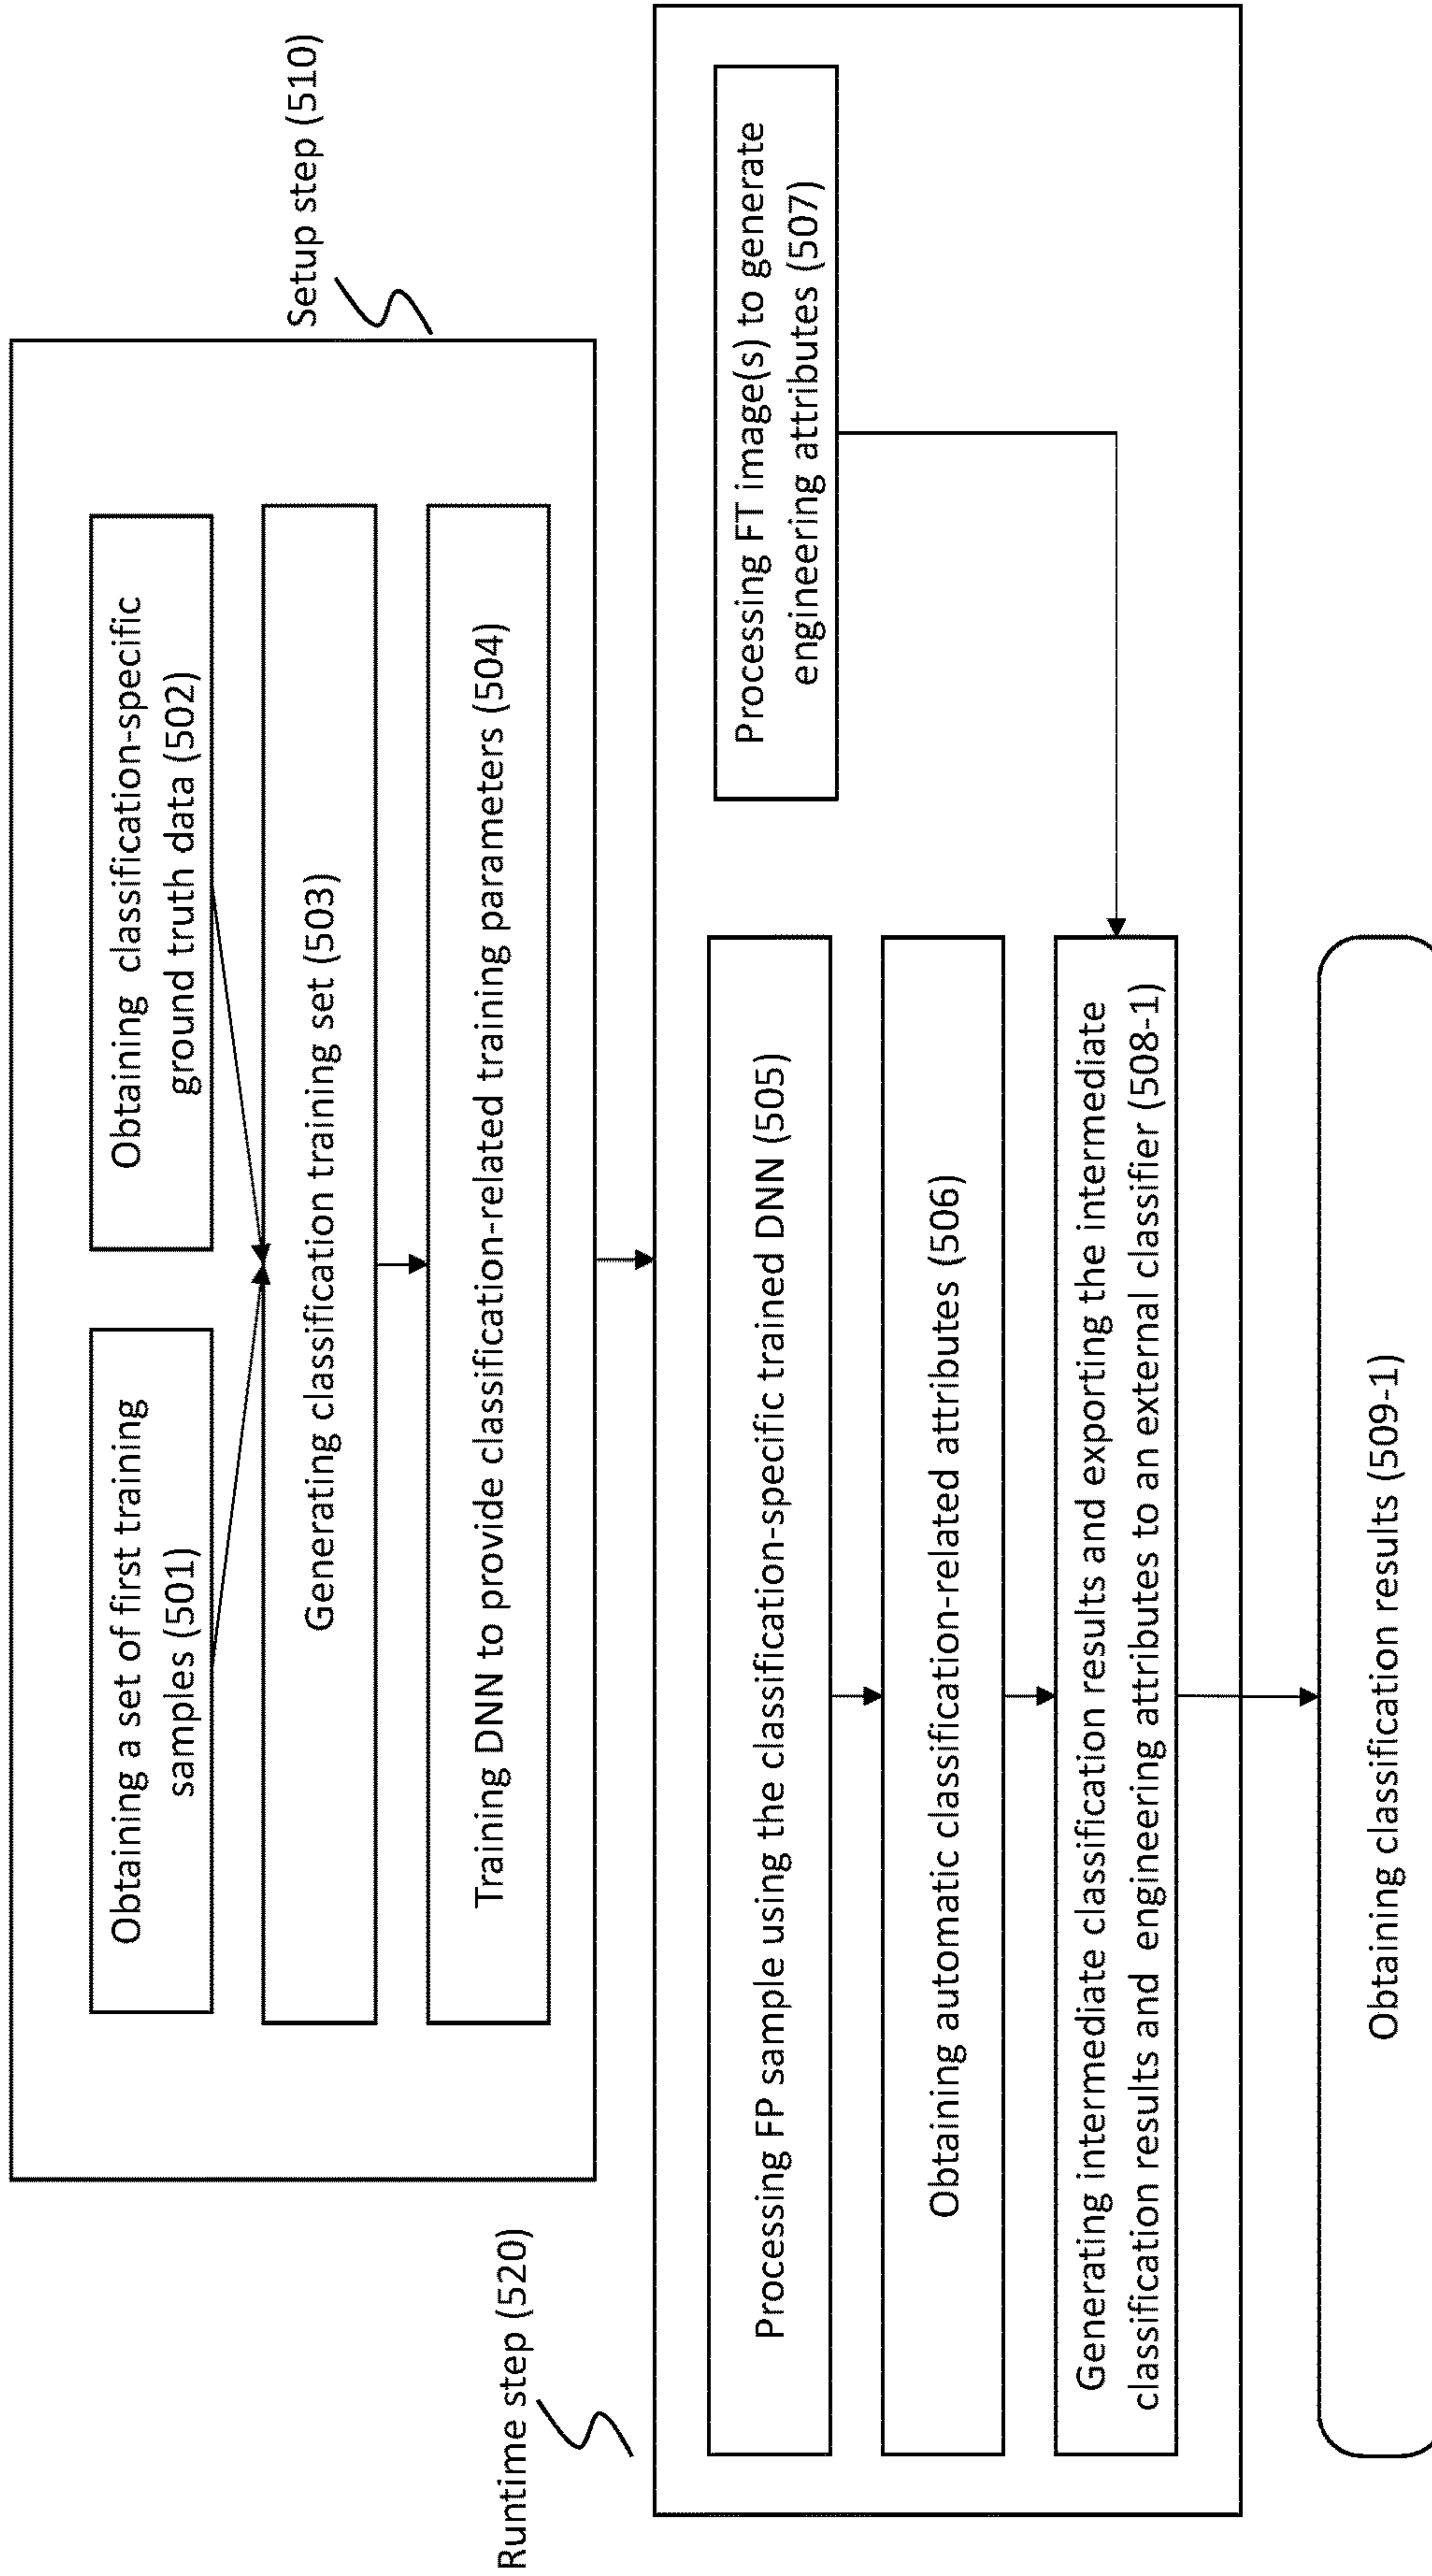 Obtaining a set of first training
samples (501)
Obtaining  classification-specific
ground truth data (502)
Setup step (510)
Generating classification training set (503)
Training DNN to provide classification-related training parameters (504)
Runtime step (520)
Processing FP sample using the classification-specific trained DNN (505)
Processing FT image(s) to generate
engineering attributes (507)
Obtaining automatic classification-related attributes (506)
Generating intermediate classification results and exporting the intermediate
classification results and  engineering attributes to an external classifier (508-1)
Obtaining classification results (509-1)